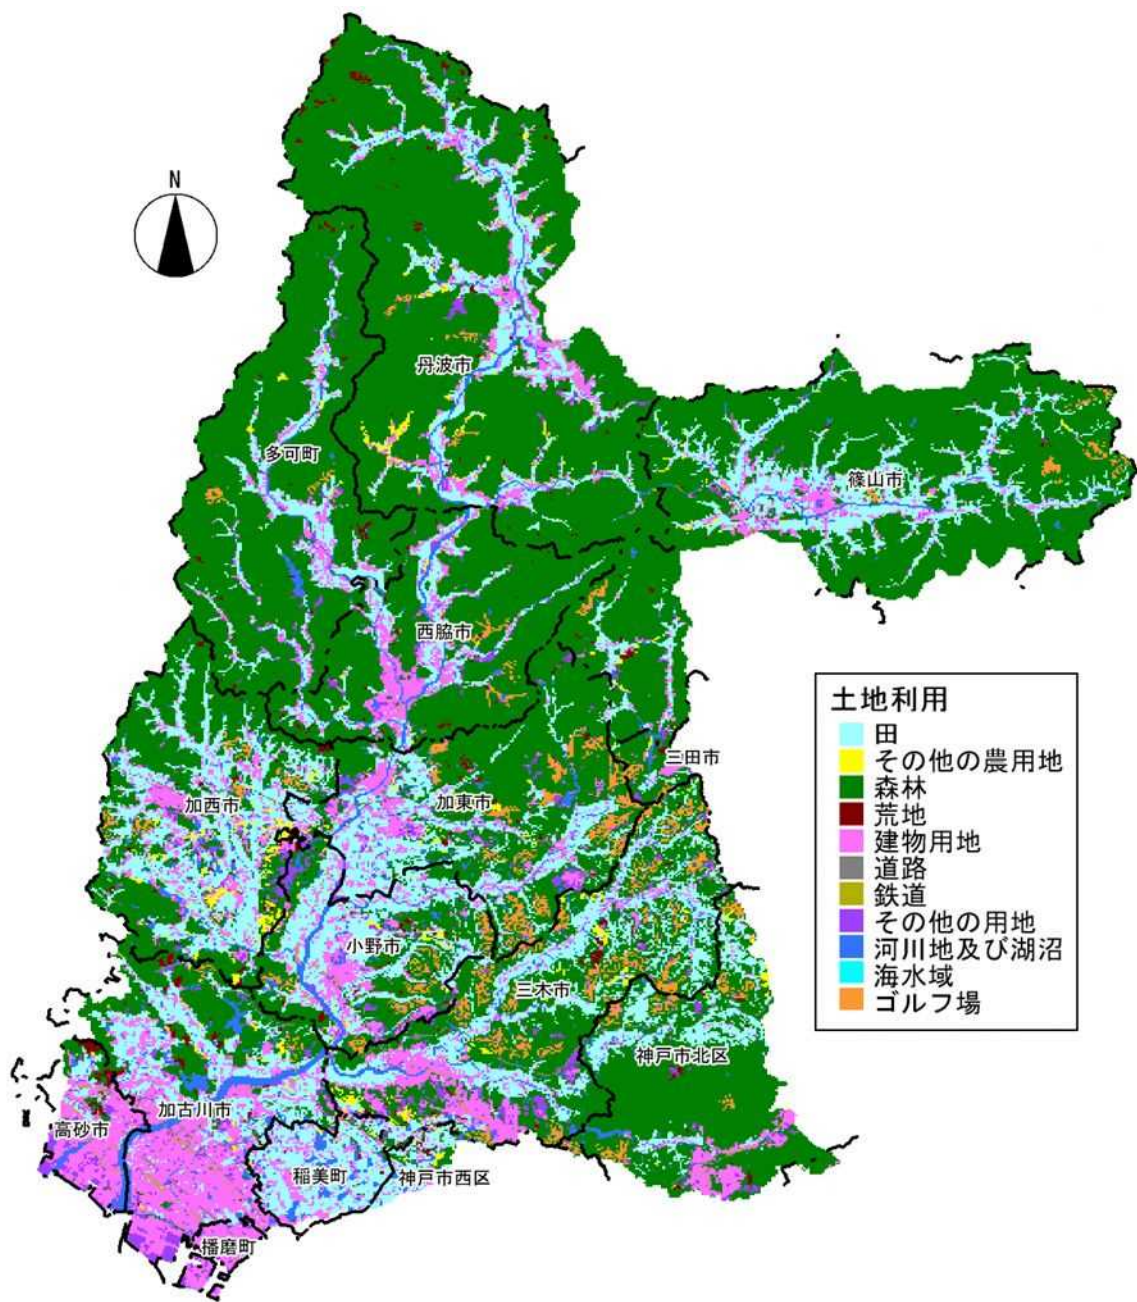 N
丹波市
多可町
篠山市
西脇市
三田市
加西市
加東市
小野市
三木市
神戸市北区
加古川市
高砂市
稲美町
神戸市西区
播磨町
土地利用
田
その他の農用地
森林
荒地
建物用地
道路
鉄道
その他の用地
河川地及び湖沼
海水域
ゴルフ場